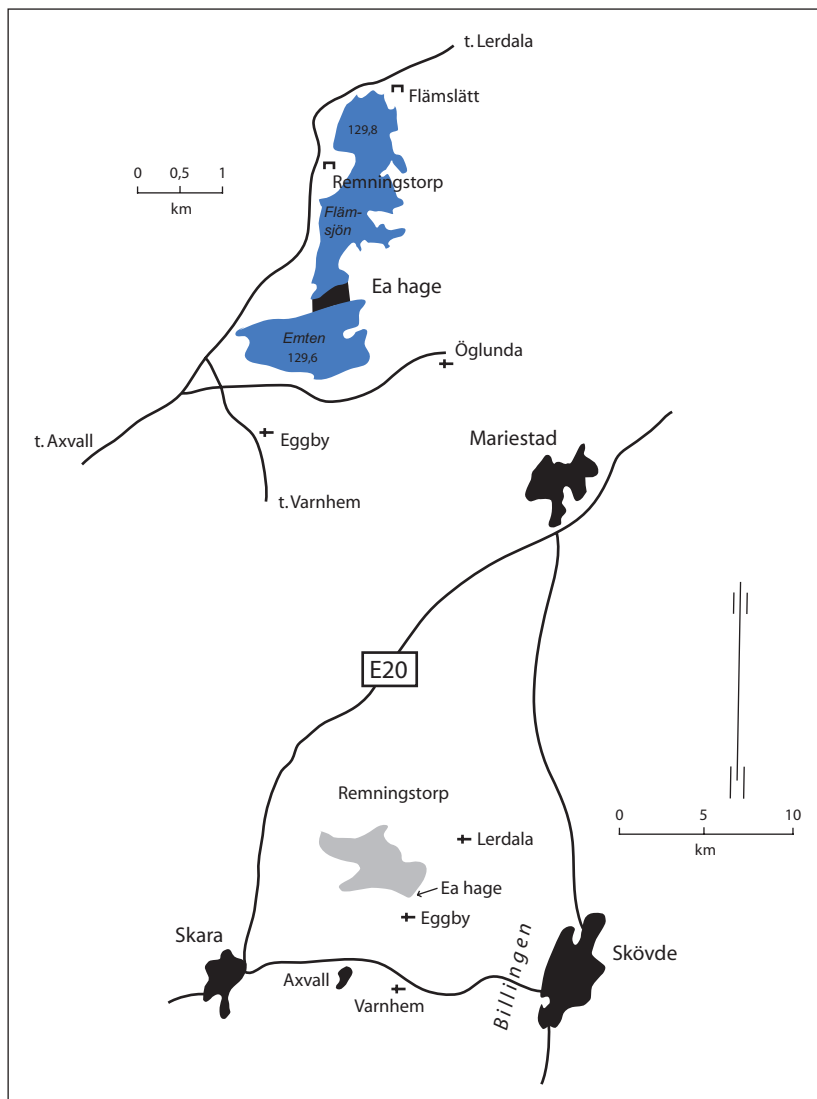 t. Lerdala
Flämslätt
129,8
0 0,5 1
km
Remningstorp
Fläm-
sjön
Ea hage
Emten
129,6
Öglunda
t. Axvall
Eggby
t. Varnhem
Mariestad
E20
Remningstorp
0 5 10
km
Lerdala
Ea hage
Eggby
Skara
Axvall
Varnhem
Billingen
Skövde